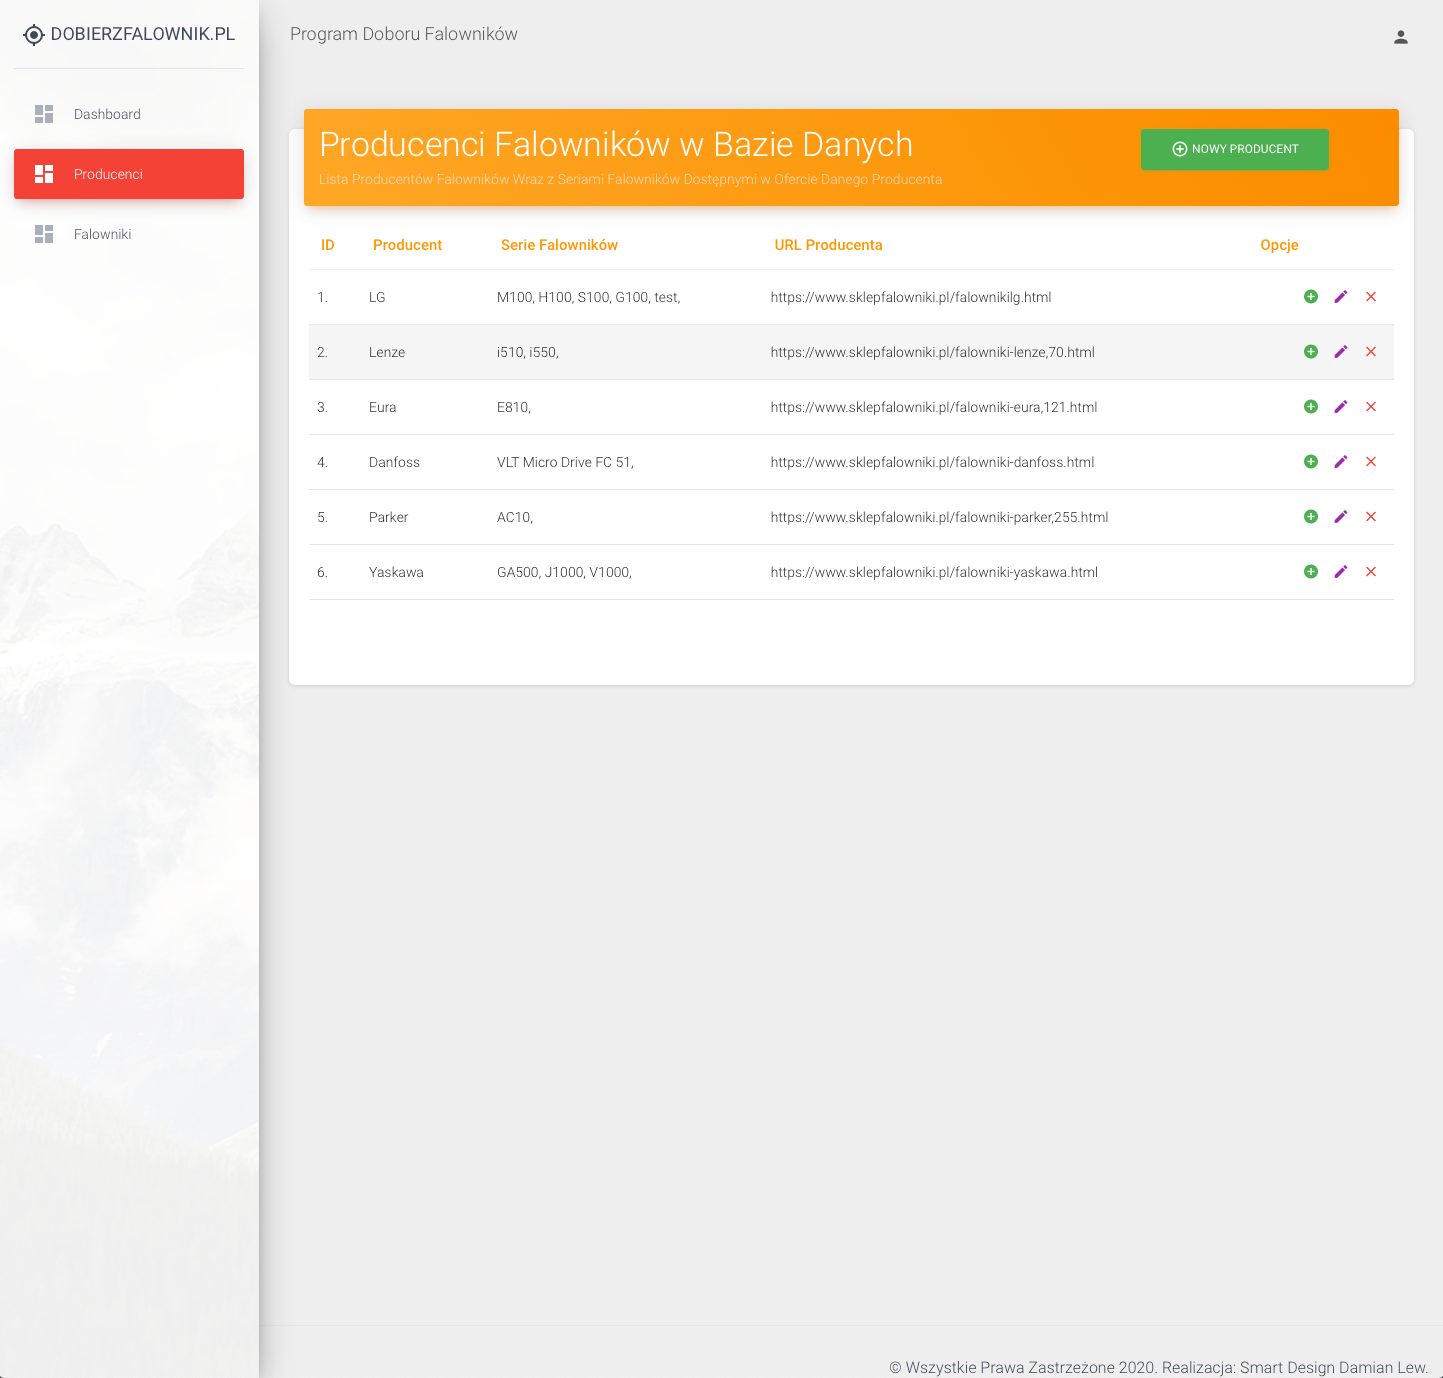 DOBIERZFALOWNIK.PL
Program Doboru Falowników
Dashboard
Producenci
Falowniki
Producenci Falowników w Bazie Danych
Lista Producentów Falowników Wraz z Seriami Falowników Dostępnymi w Ofercie Danego Producenta
NOWY PRODUCENT
ID Producent Serie Falowników URL Producenta Opcje
1. LG M100, H100, S100, G100, test, https://www.sklepfalowniki.pl/falownikilg.html
2. Lenze i510, i550, https://www.sklepfalowniki.pl/falowniki-lenze,70.html
3. Eura E810, https://www.sklepfalowniki.pl/falowniki-eura,121.html
4. Danfoss VLT Micro Drive FC 51, https://www.sklepfalowniki.pl/falowniki-danfoss.html
5. Parker AC10, https://www.sklepfalowniki.pl/falowniki-parker,255.html
6. Yaskawa GA500, J1000, V1000, https://www.sklepfalowniki.pl/falowniki-yaskawa.html
© Wszystkie Prawa Zastrzeżone 2020. Realizacja: Smart Design Damian Lew.